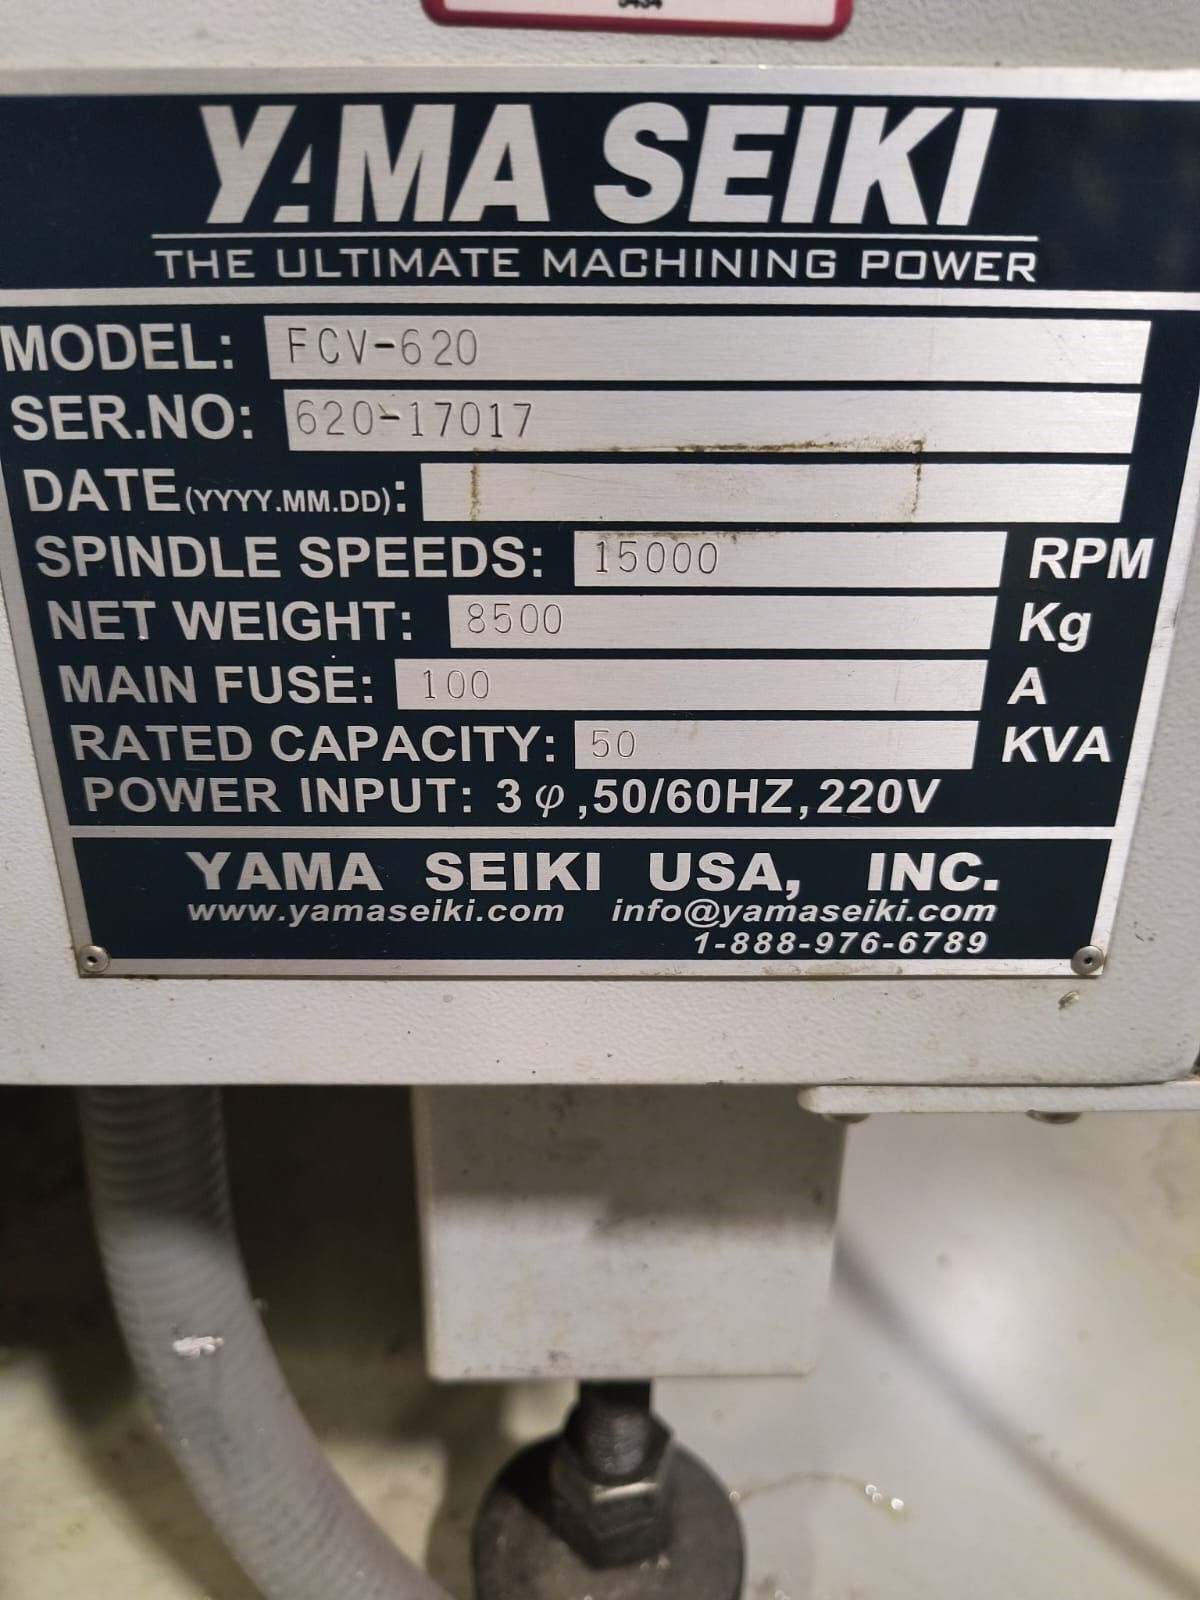 YAMA SEIKI
THE ULTIMATE MACHINING POWER
MODEL: FCV-620
SER.NO: 620-17017
DATE(YYYY.MM.DD):
SPINDLE SPEEDS: 15000 RPM
NET WEIGHT: 8500 Kg
MAIN FUSE: 100 A
RATED CAPACITY: 50 KVA
POWER INPUT: 3 φ ,50/60HZ,220V
YAMA SEIKI USA, INC.
www.yamaseiki.com info@yamaseiki.com
1-888-976-6789